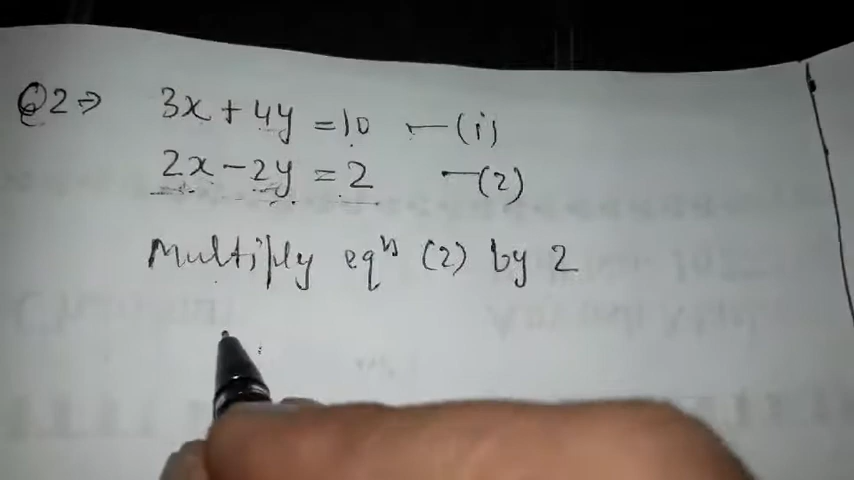 Q2⇒ 3x + 4y = 10 —(i)
2x - 2y = 2 —(2)
Multiply eqⁿ (2) by 2